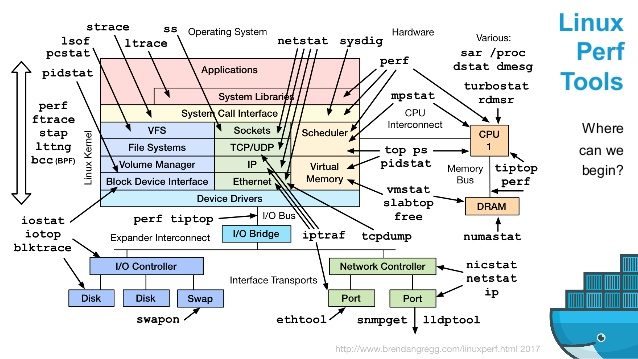 Linux
Perf
Tools
Where
can we
begin?
Operating System
Hardware
Various:
sar /proc
dstat dmesg
strace
ss
lsof
ltrace
netstat
sysdig
pcstat
pidstat
perf
turbostat
rdmsr
mpstat
Applications
System Libraries
System Call Interface
CPU
Interconnect
perf
ftrace
stap
lttng
bcc (BPF)
Linux Kernel
VFS
Sockets
Scheduler
File Systems
TCP/UDP
Volume Manager
IP
Virtual
Memory
Block Device Interface
Ethernet
Device Drivers
CPU
1
top ps
pidstat
Memory
Bus
tiptop
perf
vmstat
slabtop
free
DRAM
iostat
iotop
blktrace
perf tiptop
I/O Bus
I/O Bridge
iptraf
tcpdump
numastat
Expander Interconnect
I/O Controller
Interface Transports
Network Controller
nicstat
netstat
ip
Disk
Disk
Swap
Port
Port
swapon
ethtool
snmpget
lldptool
http://www.brendangregg.com/linuxperf.html 2017